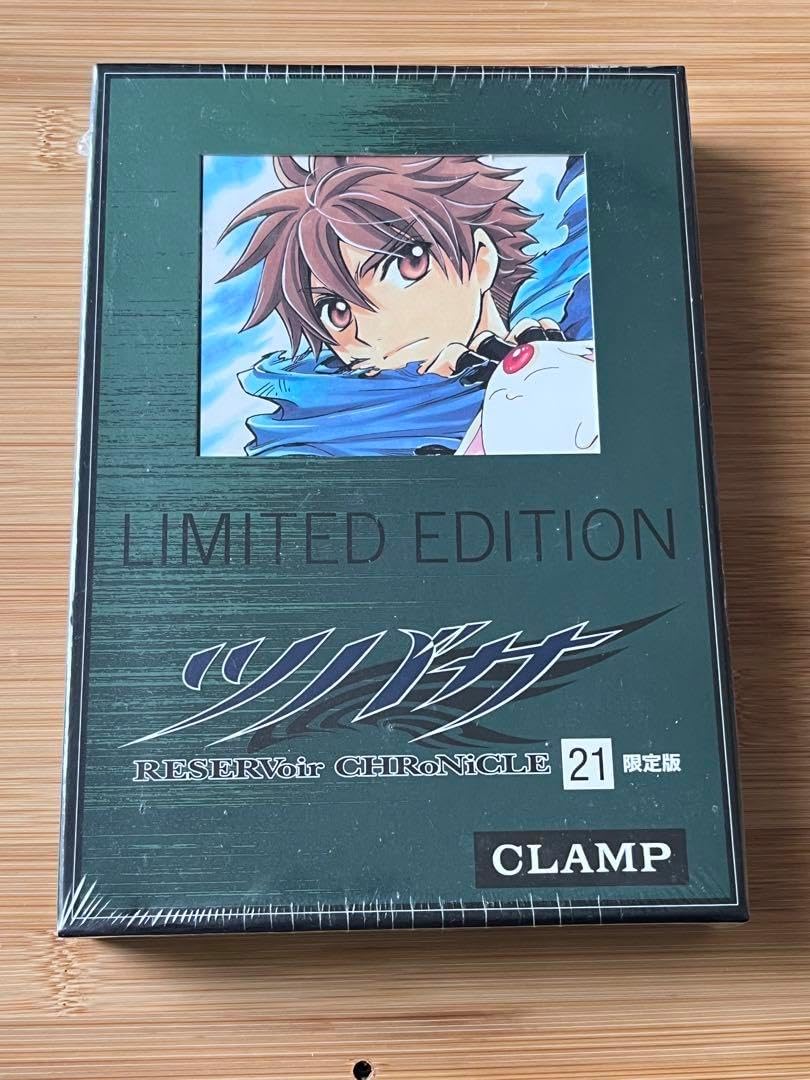 LIMITED EDITION
ツバサ
RESERVoir CHRoNiCLE 21 限定版
CLAMP